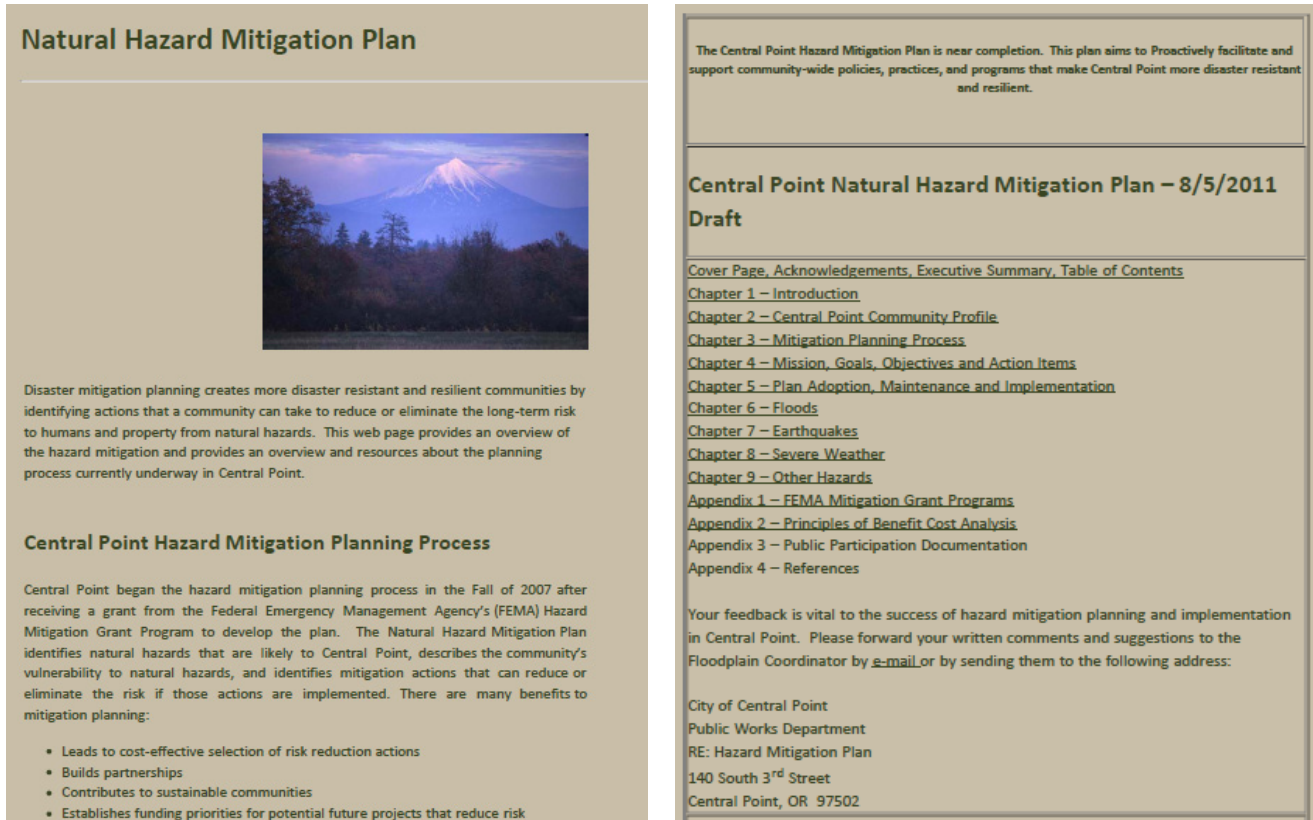 Natural Hazard Mitigation Plan
Disaster mitigation planning creates more disaster resistant and resilient communities by
identifying actions that a community can take to reduce or eliminate the long-term risk
to humans and property from natural hazards.  This web page provides an overview of
the hazard mitigation and provides an overview and resources about the planning
process currently underway in Central Point.
Central Point Hazard Mitigation Planning Process
Central Point began the hazard mitigation planning process in the Fall of 2007 after
receiving a grant from the Federal Emergency Management Agency's (FEMA) Hazard
Mitigation Grant Program to develop the plan.  The Natural Hazard Mitigation Plan
identifies natural hazards that are likely to Central Point, describes the community's
vulnerability to natural hazards, and identifies mitigation actions that can reduce or
eliminate the risk if those actions are implemented. There are many benefits to
mitigation planning:
• Leads to cost-effective selection of risk reduction actions
• Builds partnerships
• Contributes to sustainable communities
• Establishes funding priorities for potential future projects that reduce risk
The Central Point Hazard Mitigation Plan is near completion.  This plan aims to Proactively facilitate and
support community-wide policies, practices, and programs that make Central Point more disaster resistant
and resilient.
Central Point Natural Hazard Mitigation Plan – 8/5/2011
Draft
Cover Page, Acknowledgements, Executive Summary, Table of Contents
Chapter 1 – Introduction
Chapter 2 – Central Point Community Profile
Chapter 3 – Mitigation Planning Process
Chapter 4 – Mission, Goals, Objectives and Action Items
Chapter 5 – Plan Adoption, Maintenance and Implementation
Chapter 6 – Floods
Chapter 7 – Earthquakes
Chapter 8 – Severe Weather
Chapter 9 – Other Hazards
Appendix 1 – FEMA Mitigation Grant Programs
Appendix 2 – Principles of Benefit Cost Analysis
Appendix 3 – Public Participation Documentation
Appendix 4 – References
Your feedback is vital to the success of hazard mitigation planning and implementation
in Central Point.  Please forward your written comments and suggestions to the
Floodplain Coordinator by e-mail or by sending them to the following address:
City of Central Point
Public Works Department
RE: Hazard Mitigation Plan
140 South 3rd Street
Central Point, OR  97502